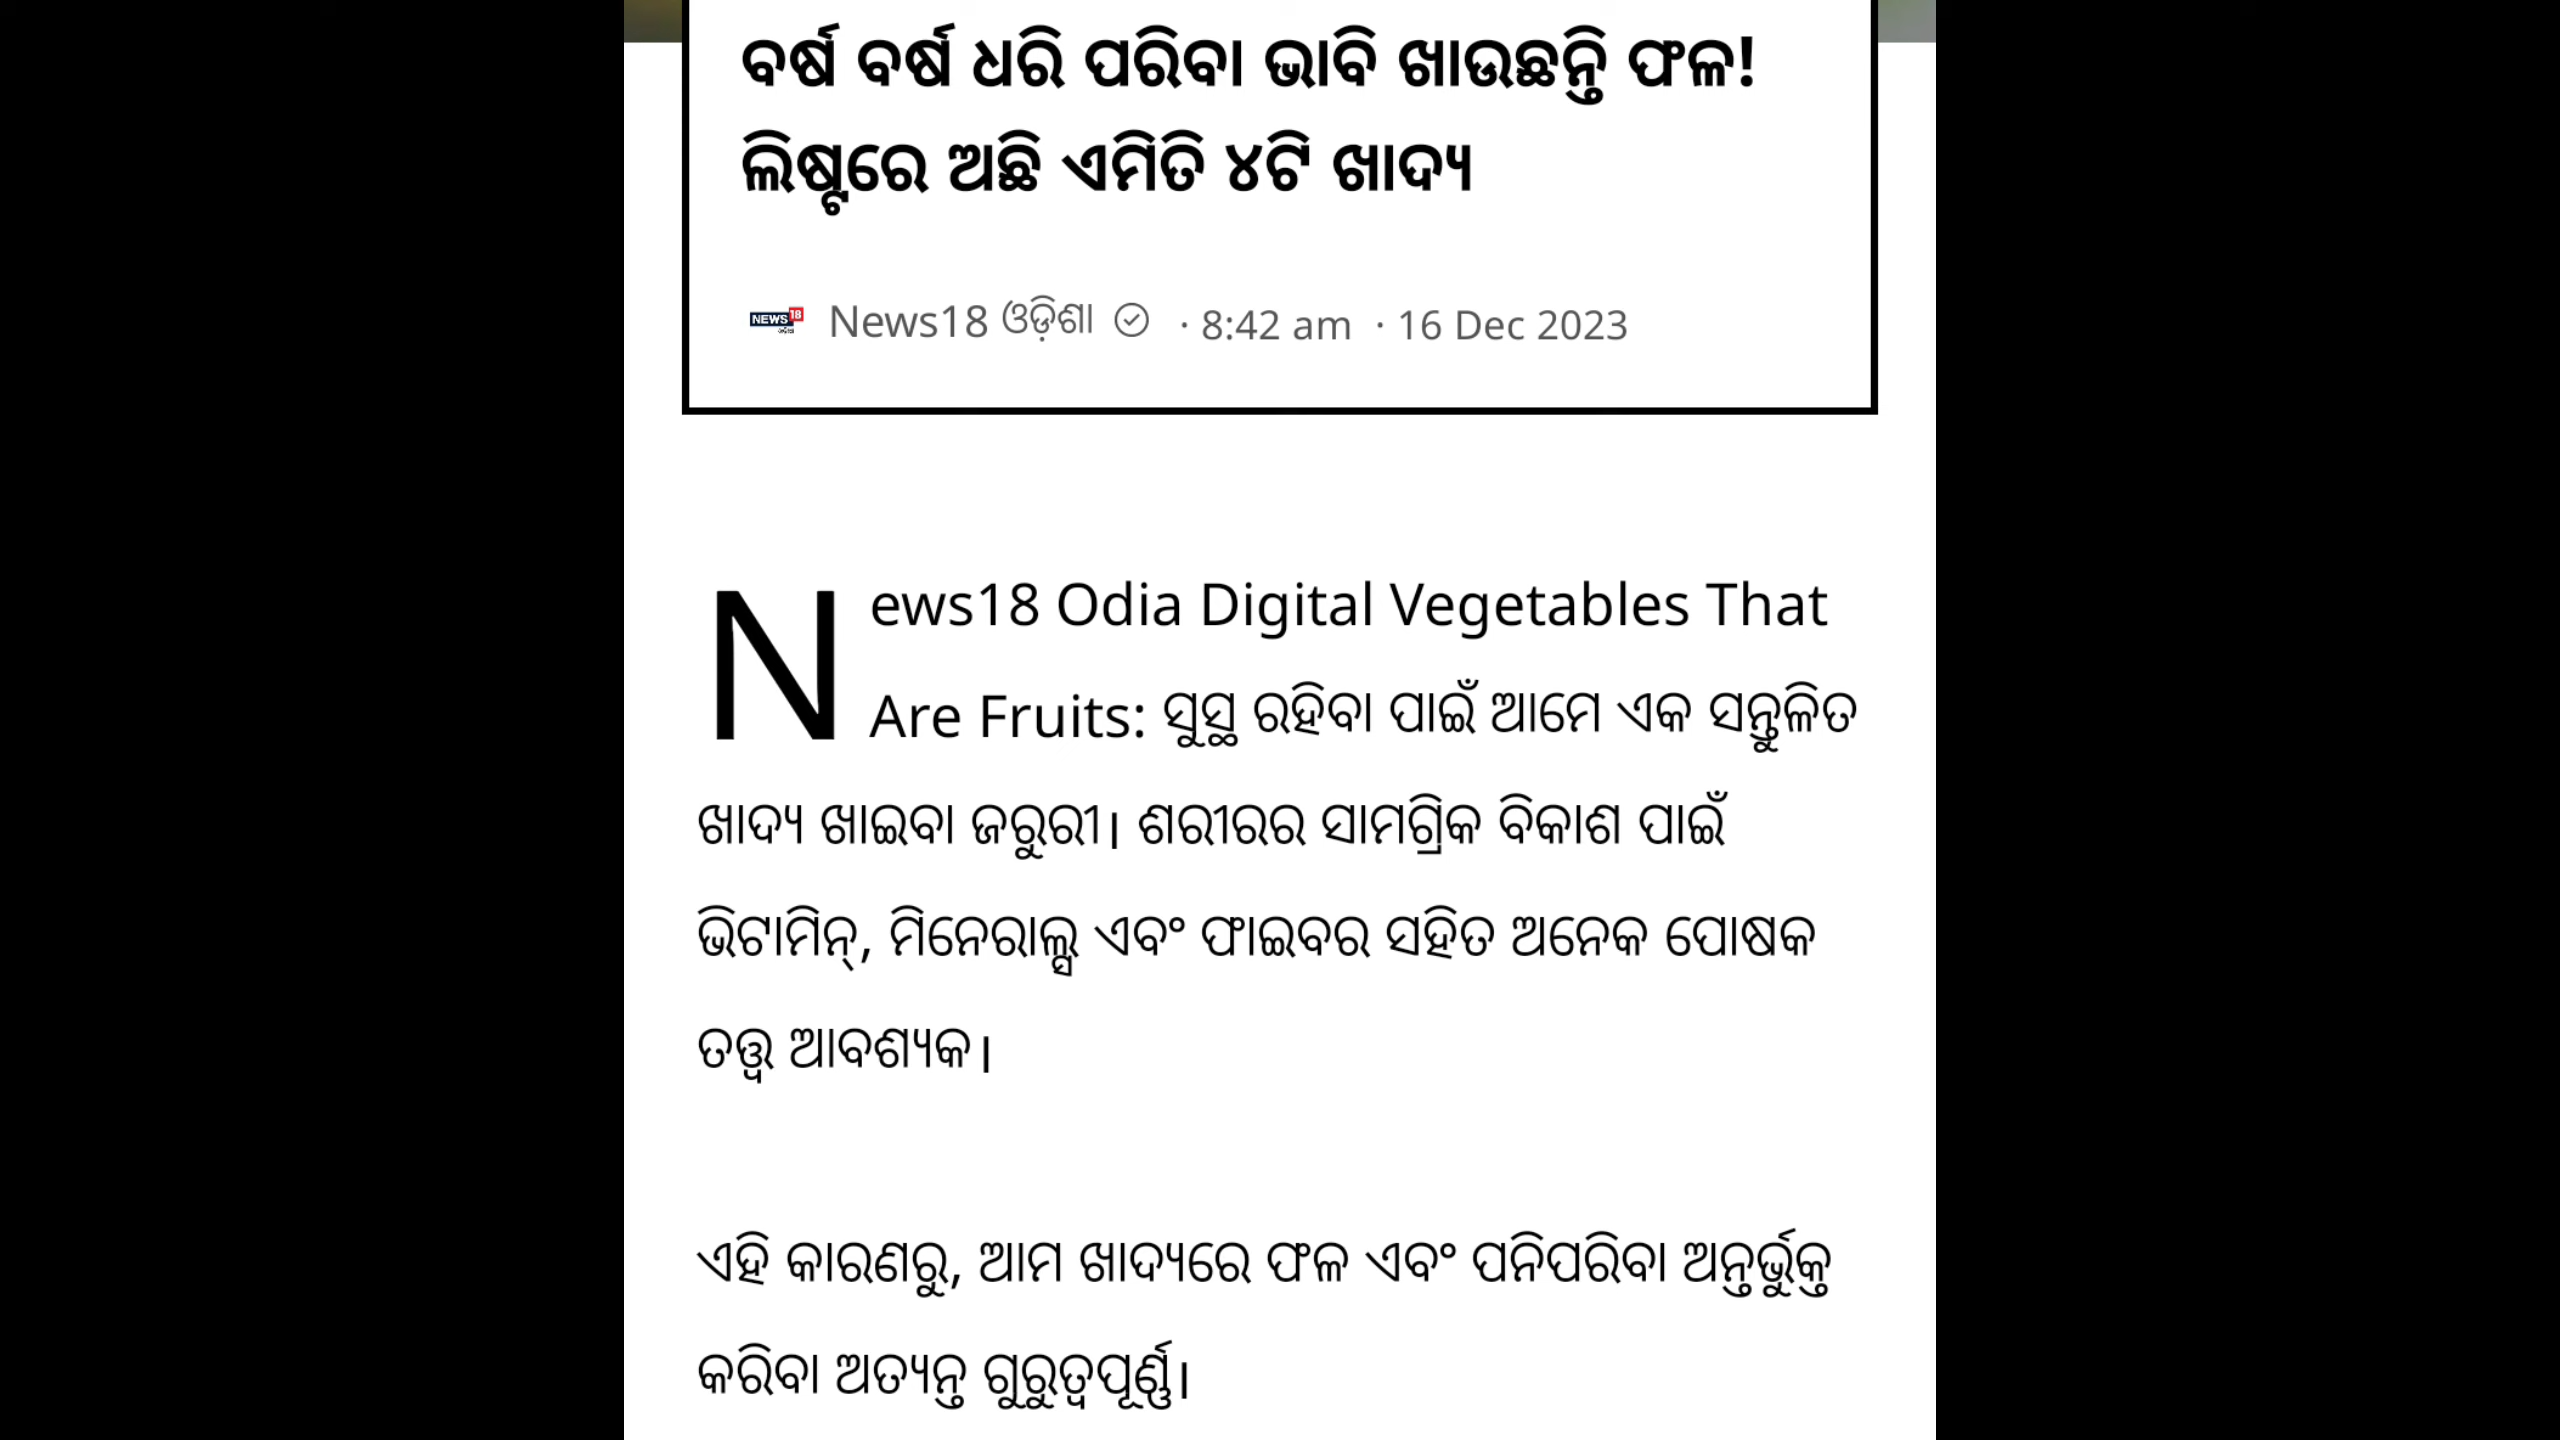 ବର୍ଷ ବର୍ଷ ଧରି ପରିବା ଭାବି ଖାଉଛନ୍ତି ଫଳ!
ଲିଷ୍ଟରେ ଅଛି ଏମିତି ୪ଟି ଖାଦ୍ୟ
NEWS 18 News18 ଓଡ଼ିଶା · 8:42 am · 16 Dec 2023
News18 Odia Digital Vegetables That
Are Fruits: ସୁସ୍ଥ ରହିବା ପାଇଁ ଆମେ ଏକ ସନ୍ତୁଳିତ
ଖାଦ୍ୟ ଖାଇବା ଜରୁରୀ। ଶରୀରର ସାମଗ୍ରିକ ବିକାଶ ପାଇଁ
ଭିଟାମିନ୍, ମିନେରାଲ୍ସ ଏବଂ ଫାଇବର ସହିତ ଅନେକ ପୋଷକ
ତତ୍ତ୍ୱ ଆବଶ୍ୟକ।
ଏହି କାରଣରୁ, ଆମ ଖାଦ୍ୟରେ ଫଳ ଏବଂ ପନିପରିବା ଅନ୍ତର୍ଭୁକ୍ତ
କରିବା ଅତ୍ୟନ୍ତ ଗୁରୁତ୍ୱପୂର୍ଣ୍ଣ।